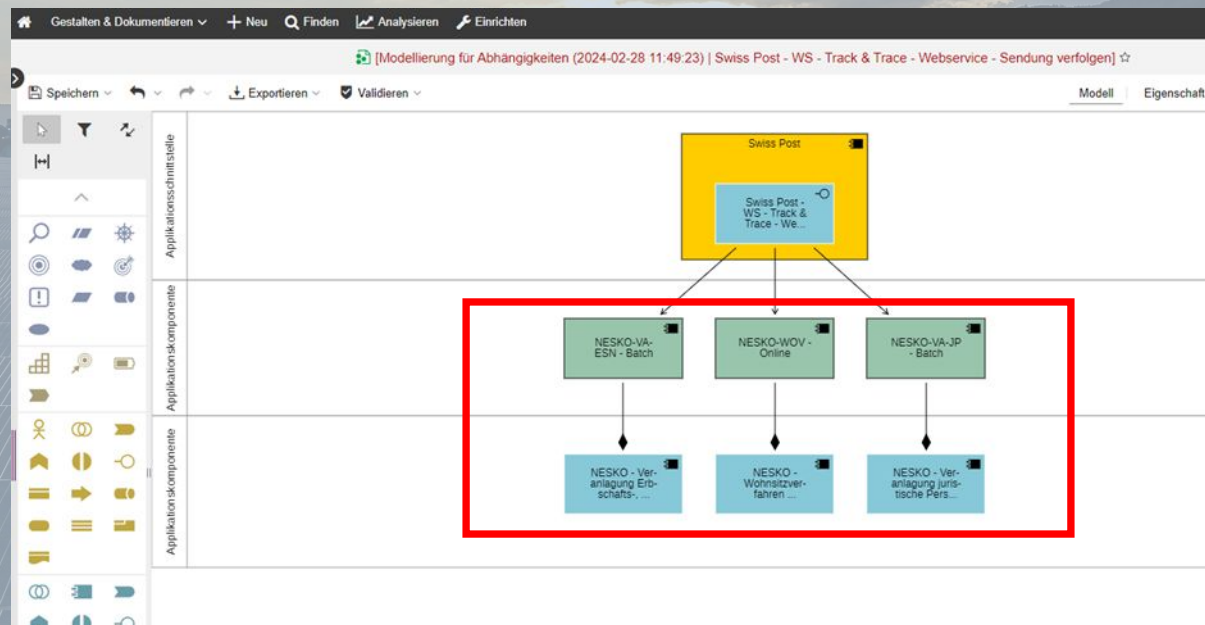 Gestalten & Dokumentieren Neu Finden Analysieren Einrichten
[Modellierung für Abhängigkeiten (2024-02-28 11:49:23) | Swiss Post - WS - Track & Trace - Webservice - Sendung verfolgen]
Speichern Exportieren Validieren Modell Eigenschaft
Applikationsschnittstelle
Swiss Post
Swiss Post -
WS - Track &
Trace - We...
Applikationskomponente
NESKO-VA-
ESN - Batch
NESKO-WOV -
Online
NESKO-VA-JP
- Batch
Applikationskomponente
NESKO - Ver-
anlagung Erb-
schafts-, ...
NESKO -
Wohnsitzver-
fahren ...
NESKO - Ver-
anlagung juris-
tische Pers...